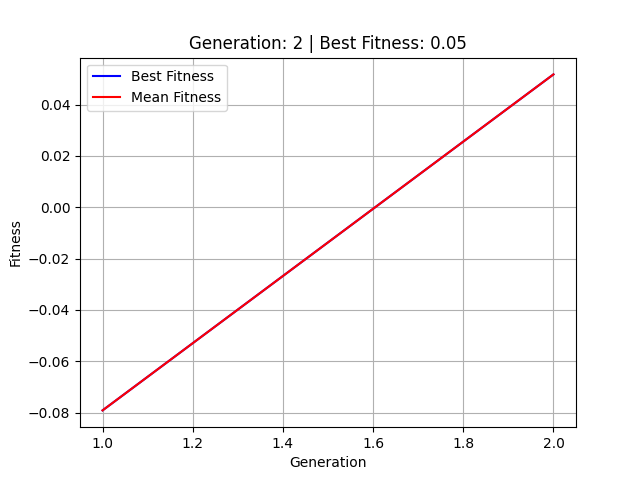 Generation: 2 | Best Fitness: 0.05
Best Fitness
Mean Fitness
0.04
0.02
0.00
−0.02
−0.04
−0.06
−0.08
Fitness
1.0 1.2 1.4 1.6 1.8 2.0
Generation